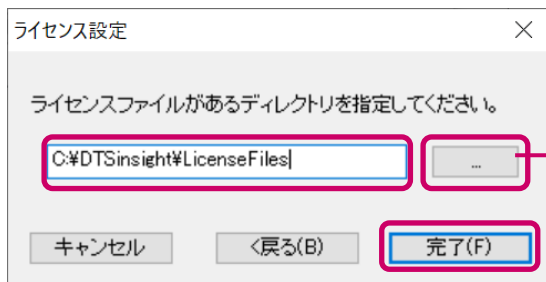 ライセンス設定
ライセンスファイルがあるディレクトリを指定してください。
C:¥DTSinsight¥LicenseFiles
...
キャンセル
<戻る(B)
完了(F)